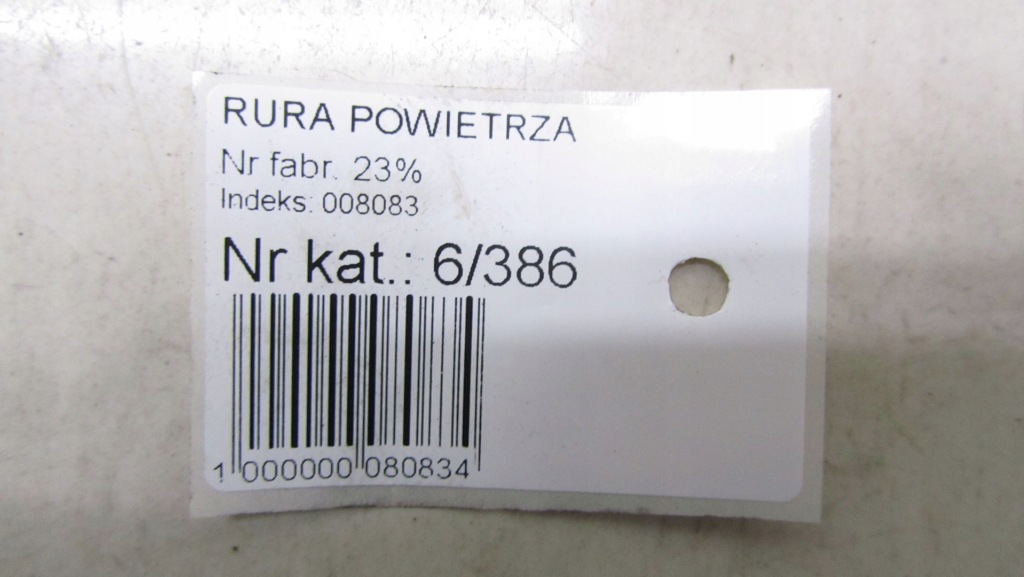 RURA POWIETRZA
Nr fabr. 23%
Indeks: 008083
Nr kat.: 6/386
1 000000 080834